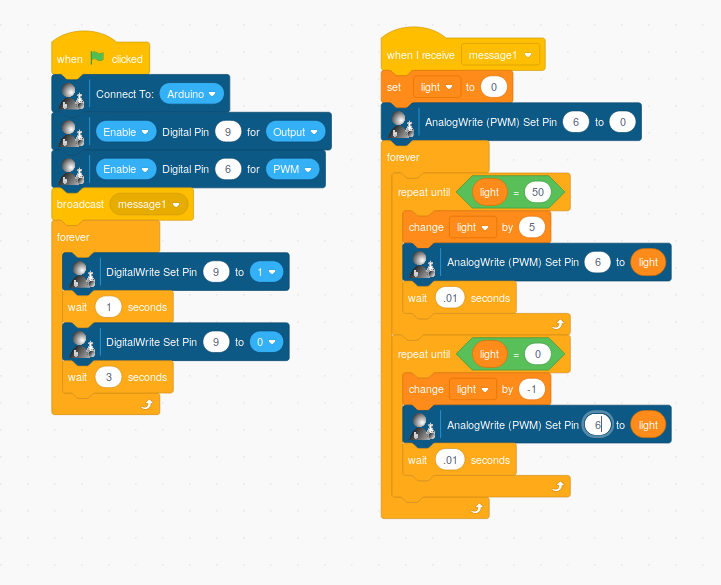 when clicked
Connect To: Arduino
Enable Digital Pin 9 for Output
Enable Digital Pin 6 for PWM
broadcast message1
forever
DigitalWrite Set Pin 9 to 1
wait 1 seconds
DigitalWrite Set Pin 9 to 0
wait 3 seconds
when I receive message1
set light to 0
AnalogWrite (PWM) Set Pin 6 to 0
forever
repeat until light = 50
change light by 5
AnalogWrite (PWM) Set Pin 6 to light
wait .01 seconds
repeat until light = 0
change light by -1
AnalogWrite (PWM) Set Pin 6 to light
wait .01 seconds